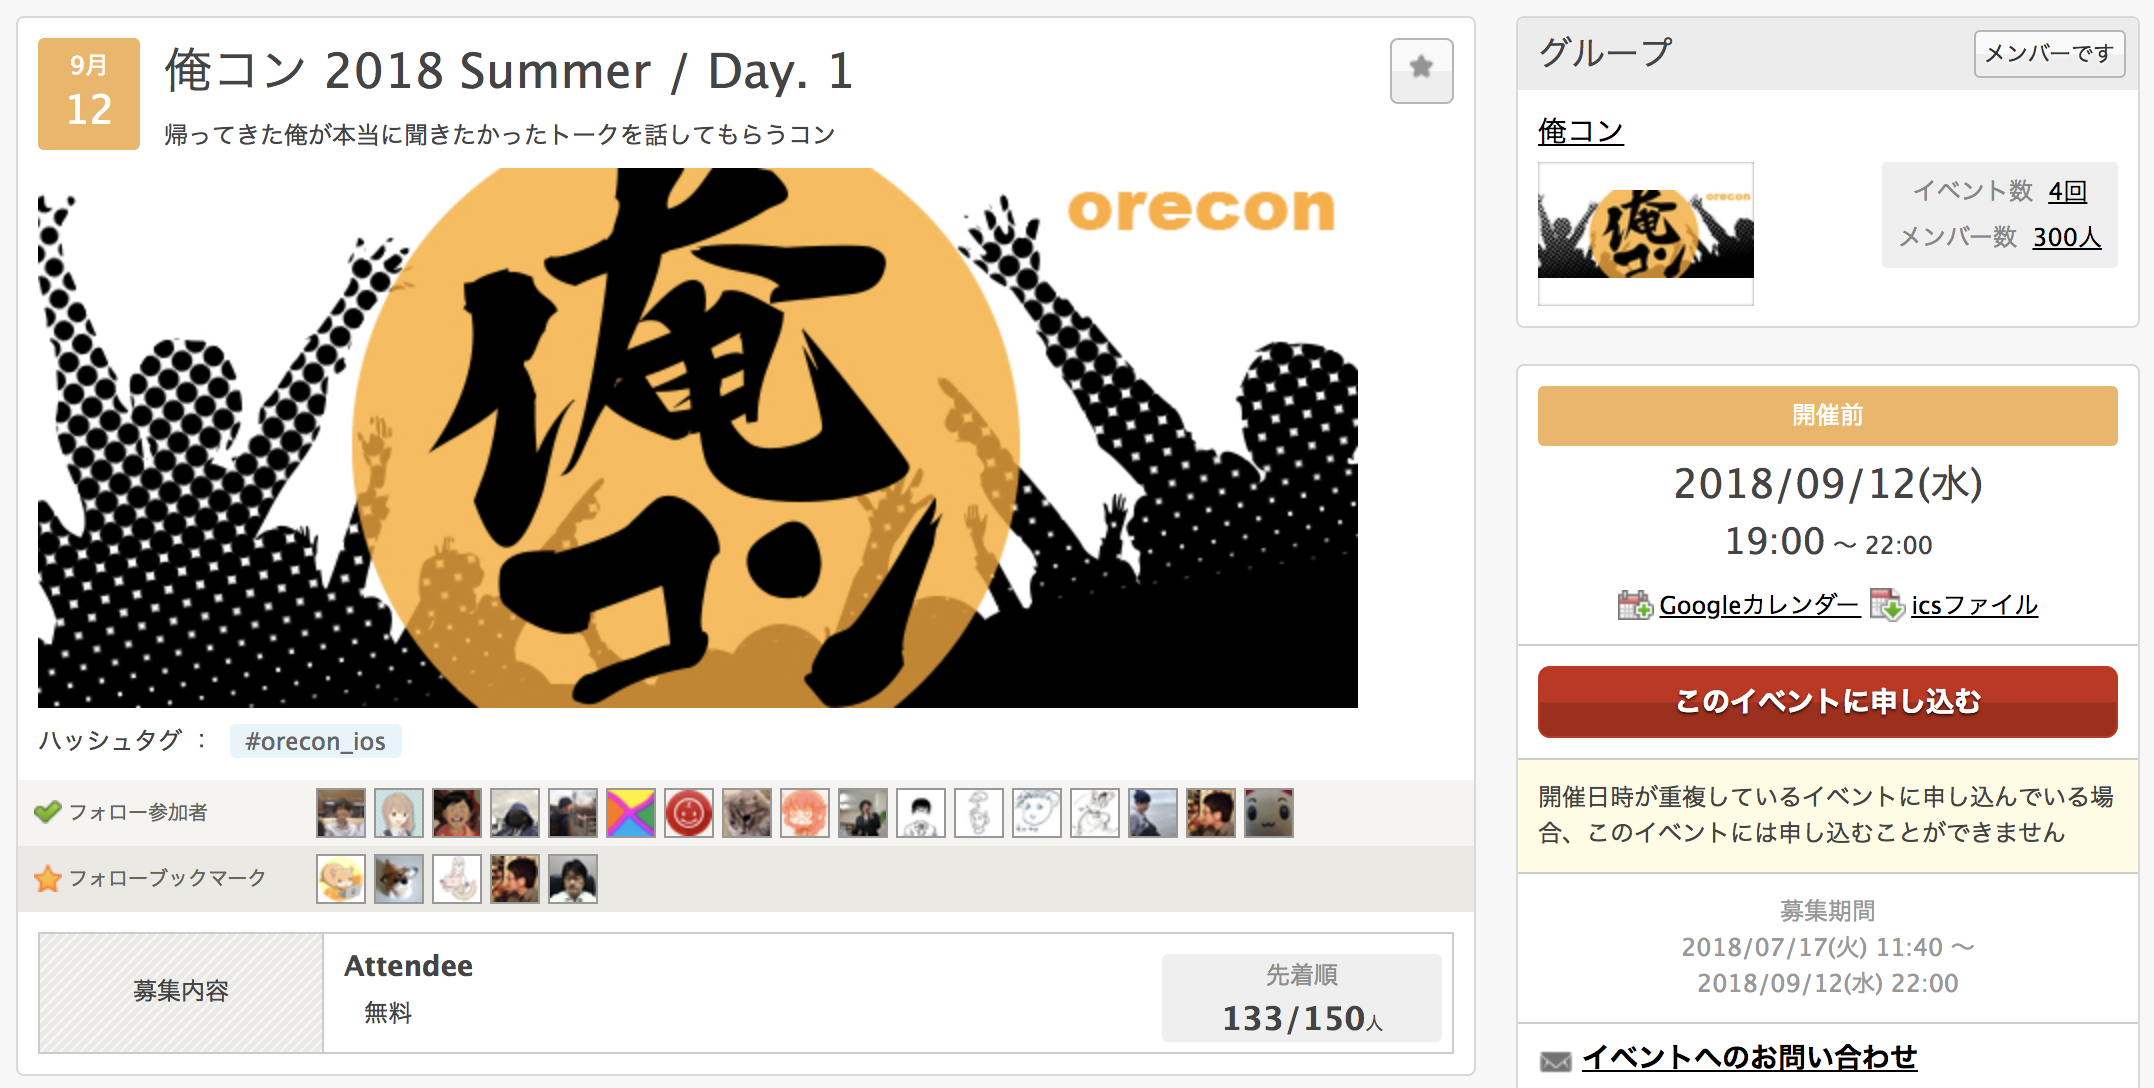 9月
12
俺コン 2018 Summer / Day. 1
帰ってきた俺が本当に聞きたかったトークを話してもらうコン
orecon
俺
コン
ハッシュタグ ： #orecon_ios
フォロー参加者
フォローブックマーク
募集内容
Attendee
無料
先着順
133/150人
グループ
メンバーです
俺コン
orecon
俺
コン
イベント数 4回
メンバー数 300人
開催前
2018/09/12(水)
19:00 ～ 22:00
Googleカレンダー icsファイル
このイベントに申し込む
開催日時が重複しているイベントに申し込んでいる場
合、このイベントには申し込むことができません
募集期間
2018/07/17(火) 11:40 ～
2018/09/12(水) 22:00
イベントへのお問い合わせ